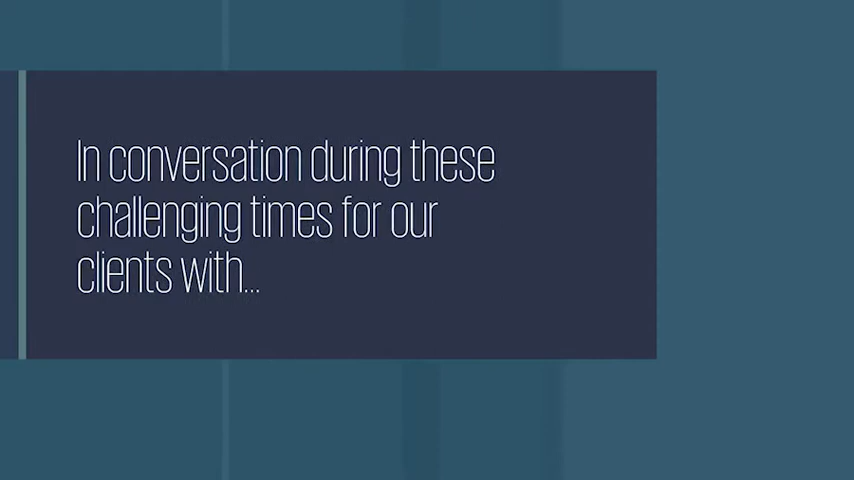 In conversation during these
challenging times for our
clients with...